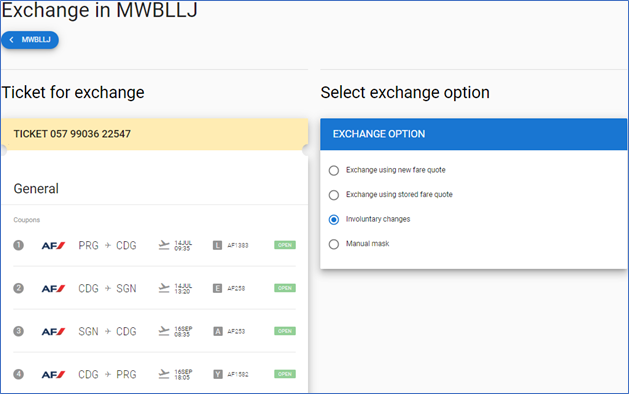 Exchange in MWBLLJ
MWBLLJ
Ticket for exchange
TICKET 057 99036 22547
General
Coupons
1 AF PRG CDG 14JUL 09:35 L AF1383 OPEN
2 AF CDG SGN 14JUL 13:20 E AF258 OPEN
3 AF SGN CDG 16SEP 08:35 A AF253 OPEN
4 AF CDG PRG 16SEP 18:05 Y AF1582 OPEN
Select exchange option
EXCHANGE OPTION
Exchange using new fare quote
Exchange using stored fare quote
Involuntary changes
Manual mask